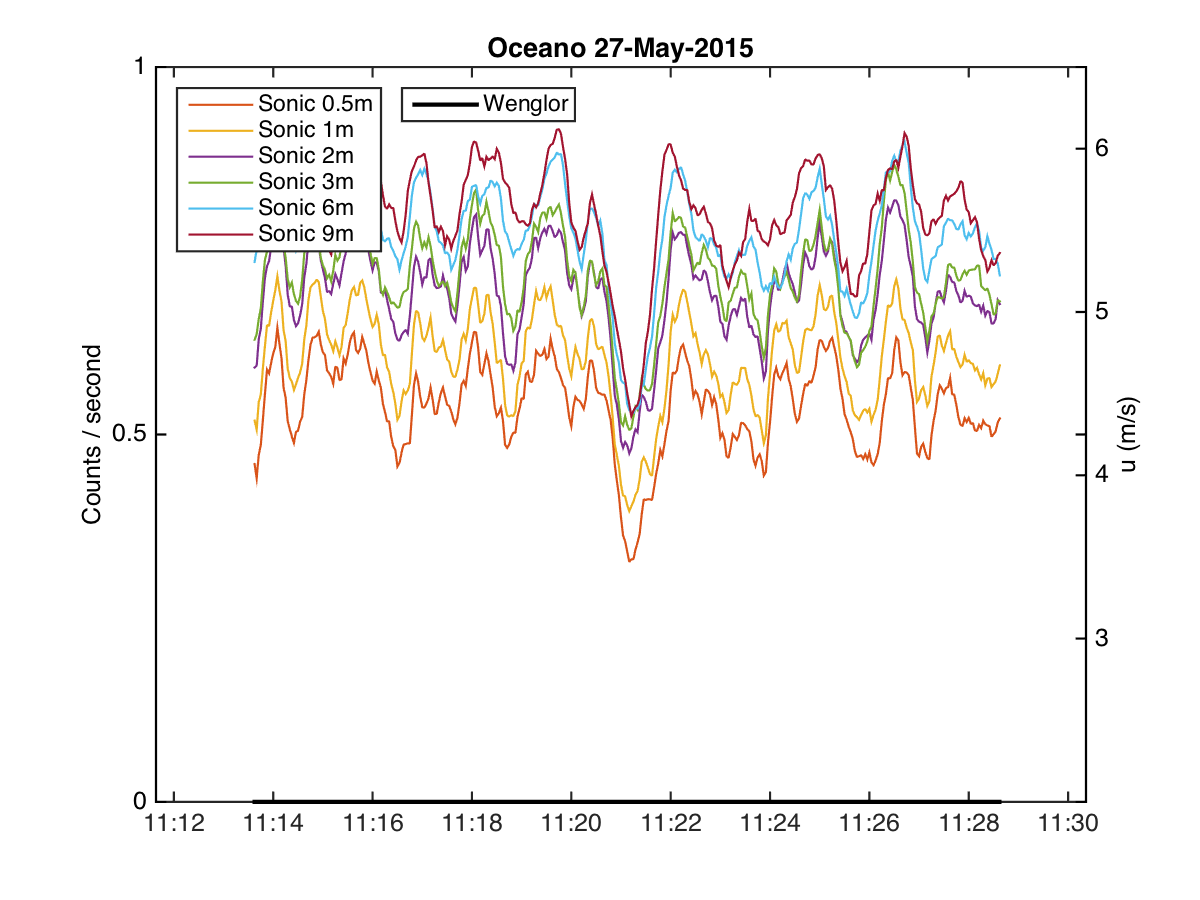 Oceano 27-May-2015
1
Sonic 0.5m
Sonic 1m
Sonic 2m
Sonic 3m
Sonic 6m
Sonic 9m
Wenglor
6
5
4
3
0.5
0
Counts / second
u (m/s)
11:12 11:14 11:16 11:18 11:20 11:22 11:24 11:26 11:28 11:30